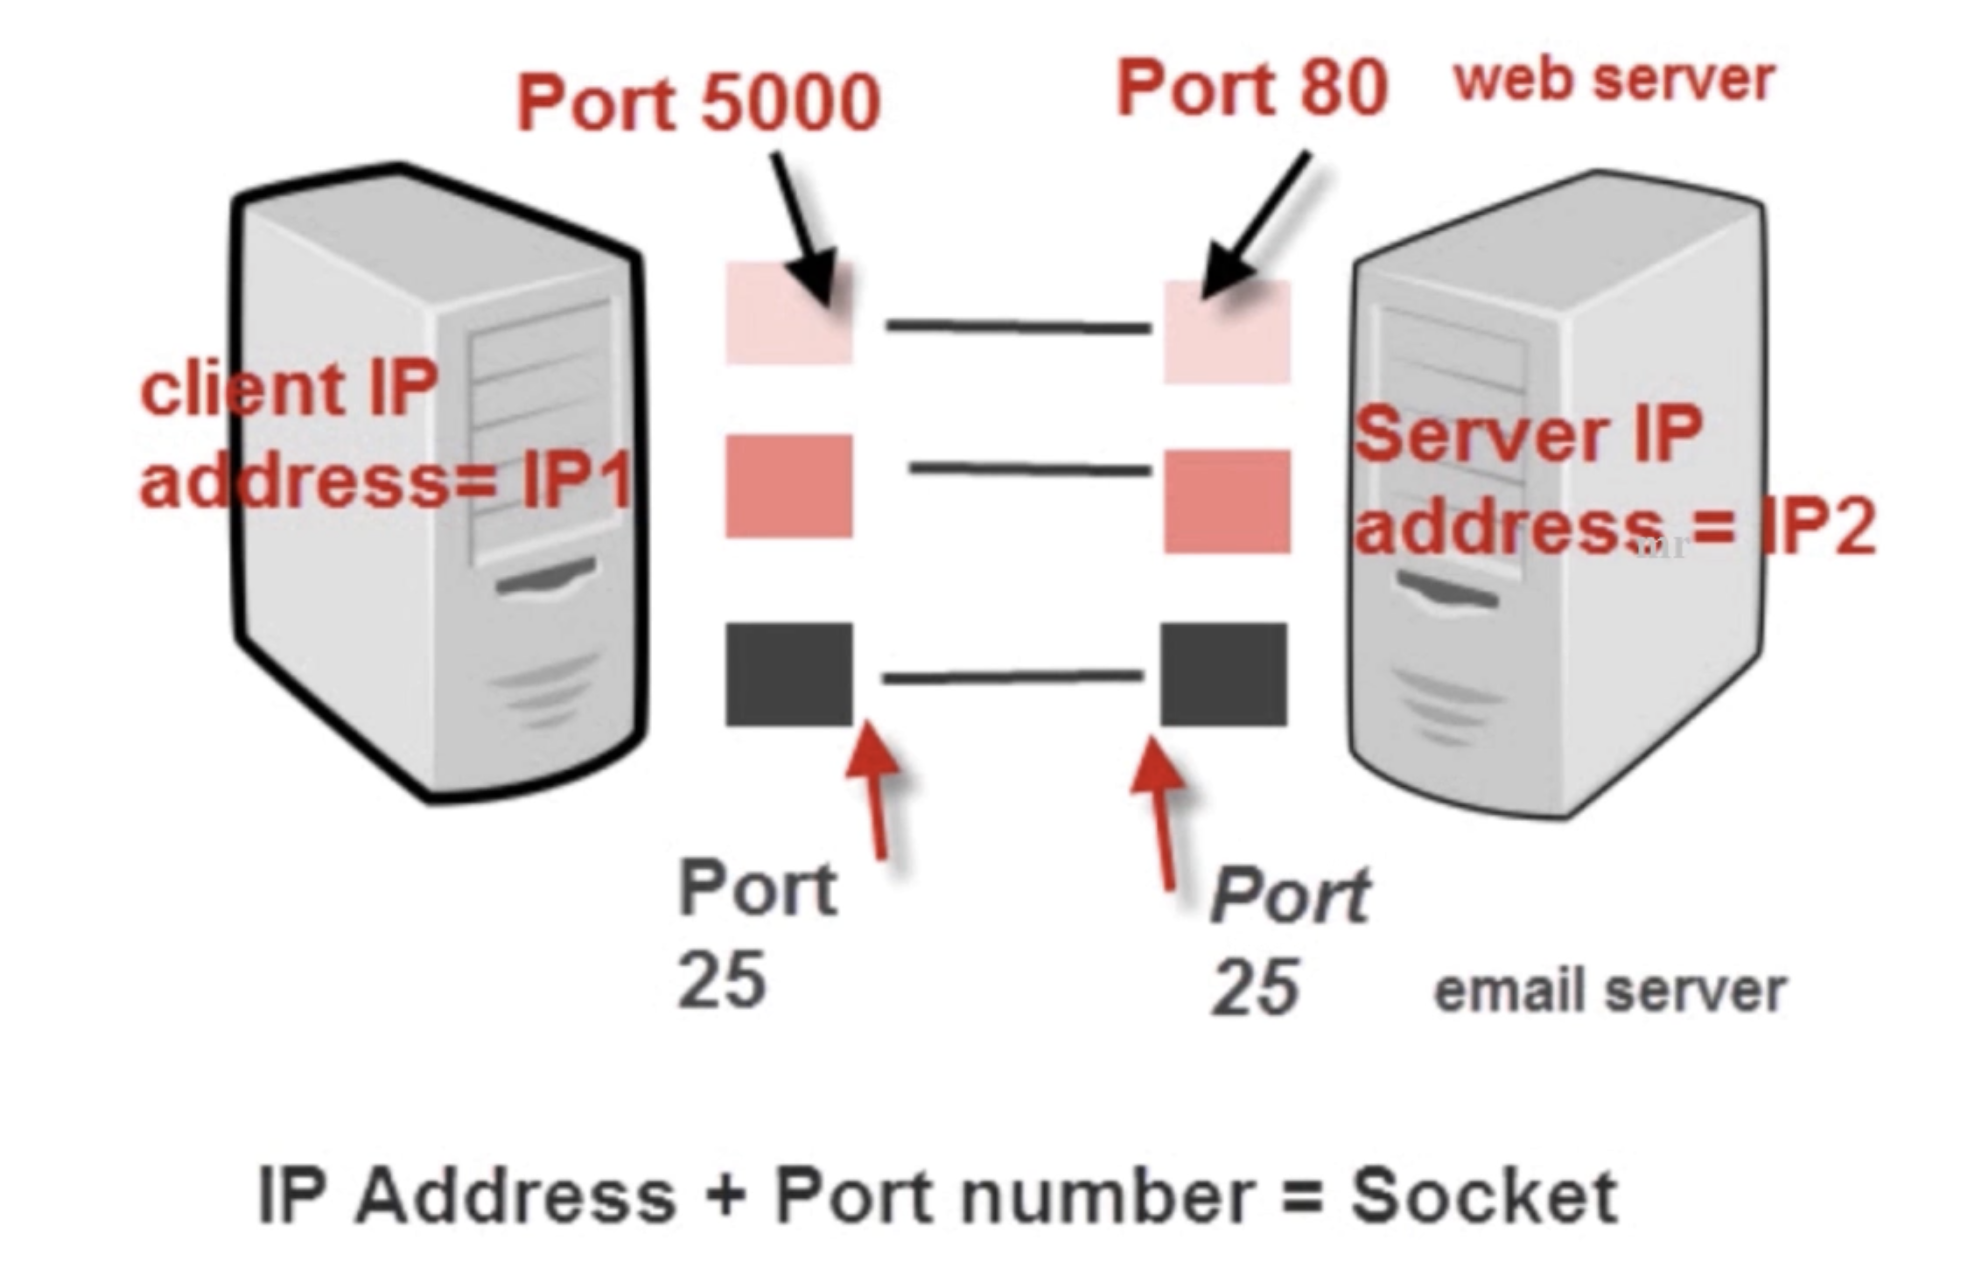 Port 5000
Port 80
web server
client IP
address= IP1
Server IP
address = IP2
mr
Port
25
Port
25
email server
IP Address + Port number = Socket